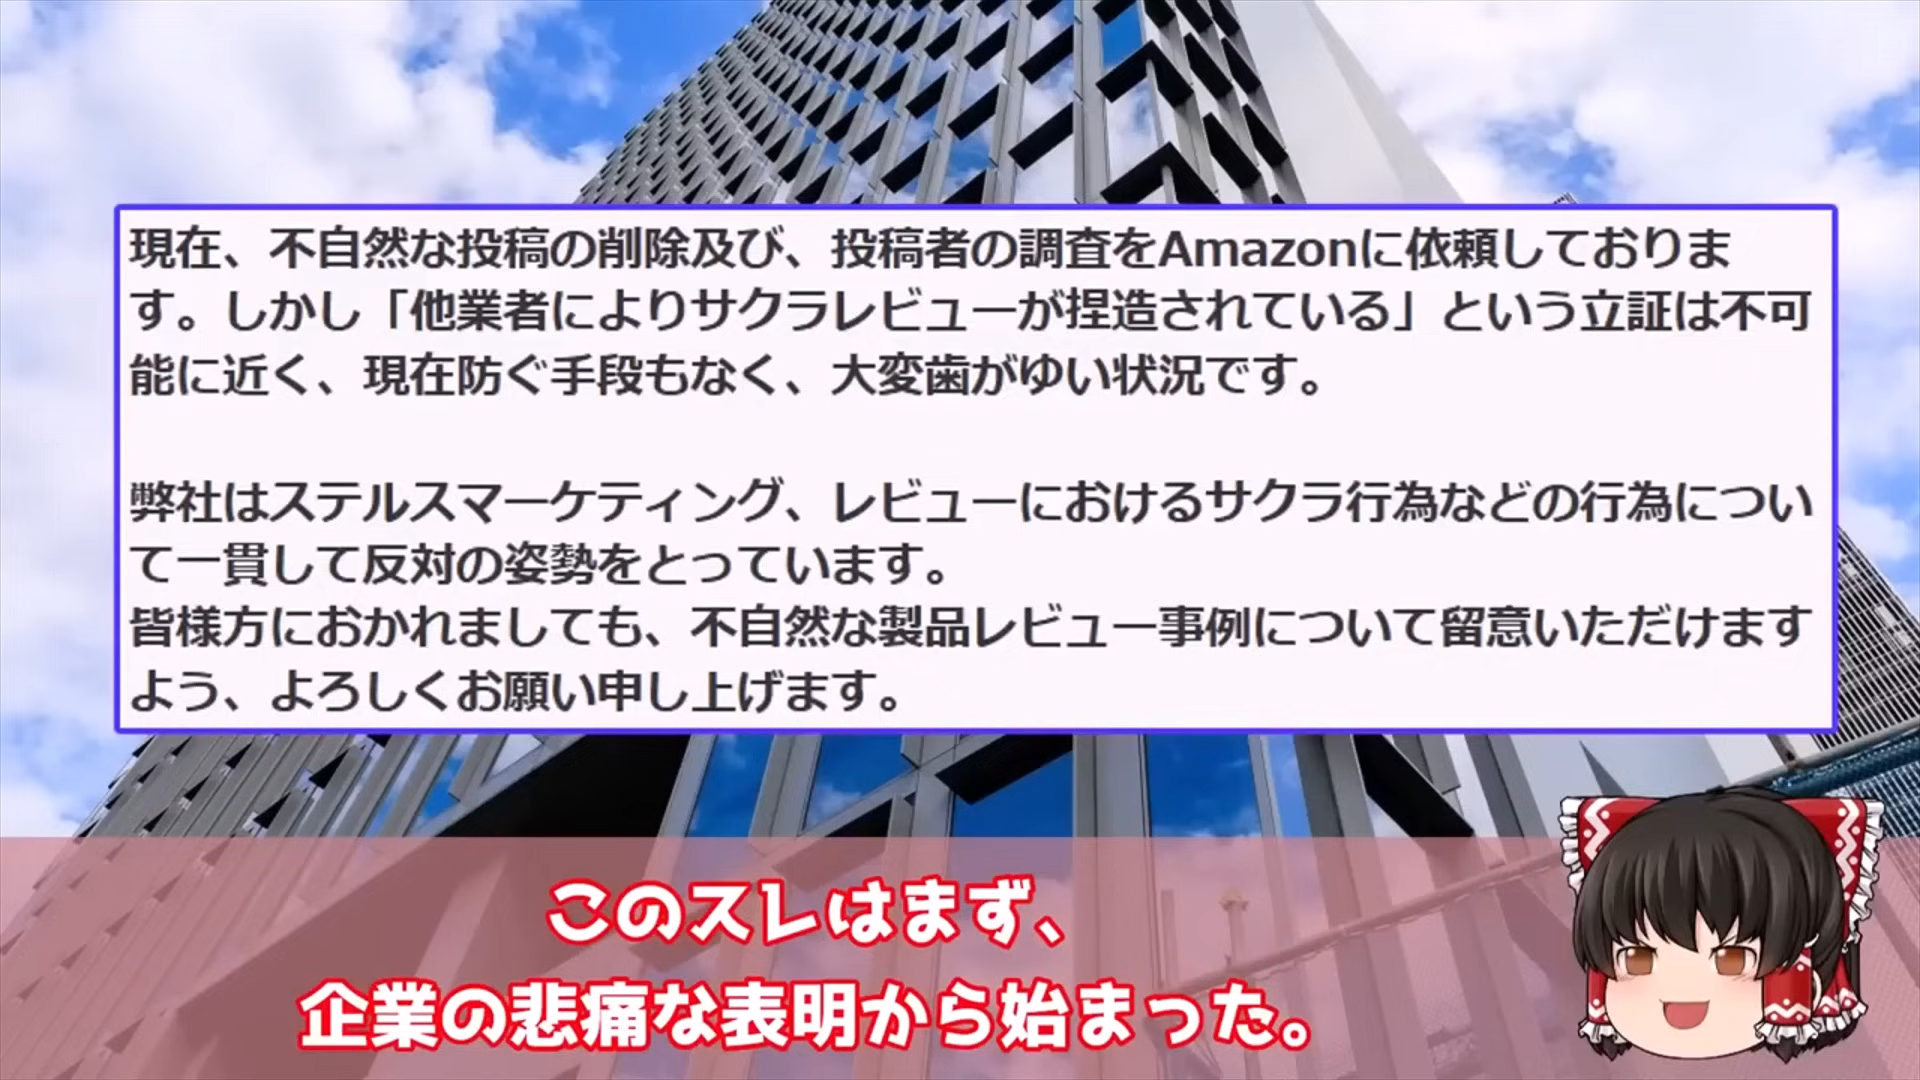 現在、不自然な投稿の削除及び、投稿者の調査をAmazonに依頼しておりま
す。しかし「他業者によりサクラレビューが捏造されている」という立証は不可
能に近く、現在防ぐ手段もなく、大変歯がゆい状況です。
弊社はステルスマーケティング、レビューにおけるサクラ行為などの行為につい
て一貫して反対の姿勢をとっています。
皆様方におかれましても、不自然な製品レビュー事例について留意いただけます
よう、よろしくお願い申し上げます。
このスレはまず、
企業の悲痛な表明から始まった。